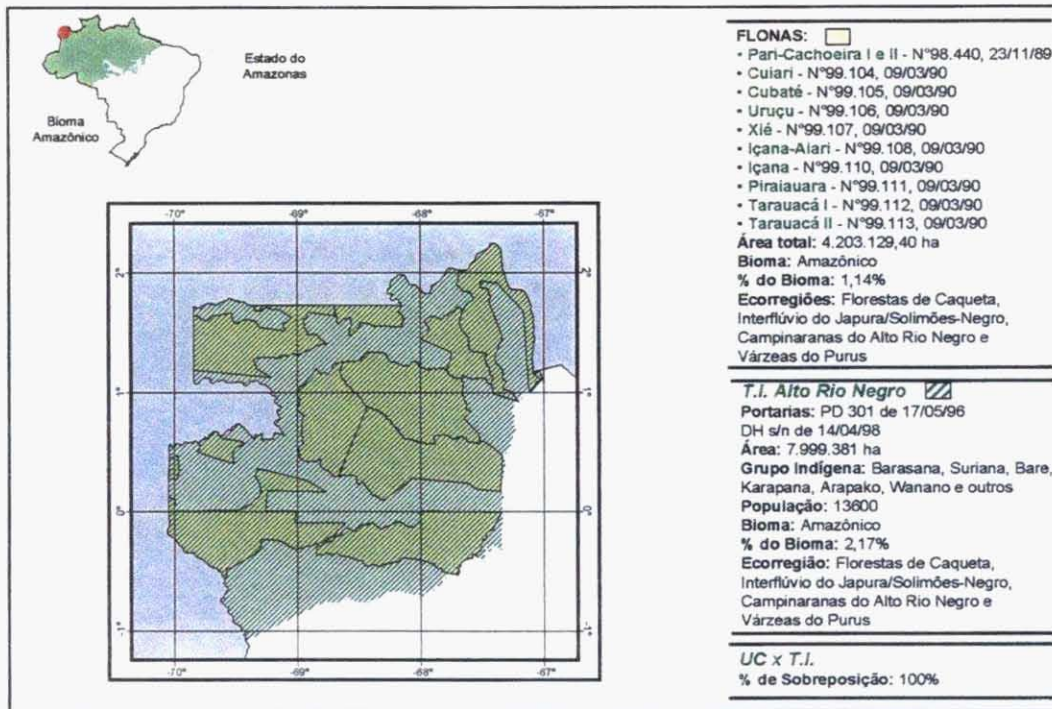 Estado do
Amazonas
Bioma
Amazônico
-70°
-69°
-68°
-67°
2°
2°
1°
1°
0°
0°
-1°
-1°
-70°
-69°
-68°
-67°
FLONAS:
• Pari-Cachoeira I e II - N°98.440, 23/11/89
• Cuiari - N°99.104, 09/03/90
• Cubaté - N°99.105, 09/03/90
• Uruçu - N°99.106, 09/03/90
• Xié - N°99.107, 09/03/90
• Içana-Aiari - N°99.108, 09/03/90
• Içana - N°99.110, 09/03/90
• Piraiauara - N°99.111, 09/03/90
• Tarauacá I - N°99.112, 09/03/90
• Tarauacá II - N°99.113, 09/03/90
Área total: 4.203.129,40 ha
Bioma: Amazônico
% do Bioma: 1,14%
Ecorregiões: Florestas de Caqueta,
Interflúvio do Japura/Solimões-Negro,
Campinaranas do Alto Rio Negro e
Várzeas do Purus
T.I. Alto Rio Negro
Portarias: PD 301 de 17/05/96
DH s/n de 14/04/98
Área: 7.999.381 ha
Grupo Indígena: Barasana, Suriana, Bare,
Karapana, Arapako, Wanano e outros
População: 13600
Bioma: Amazônico
% do Bioma: 2,17%
Ecorregião: Florestas de Caqueta,
Interflúvio do Japura/Solimões-Negro,
Campinaranas do Alto Rio Negro e
Várzeas do Purus
UC x T.I.
% de Sobreposição: 100%